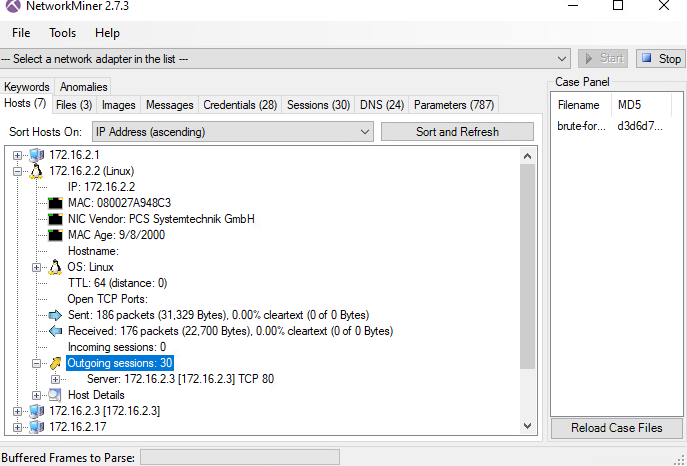 NetworkMiner 2.7.3
File Tools Help
--- Select a network adapter in the list ---
Start
Stop
Keywords Anomalies
Hosts (7) Files (3) Images Messages Credentials (28) Sessions (30) DNS (24) Parameters (787)
Sort Hosts On: IP Address (ascending) Sort and Refresh
172.16.2.1
172.16.2.2 (Linux)
IP: 172.16.2.2
MAC: 080027A948C3
NIC Vendor: PCS Systemtechnik GmbH
MAC Age: 9/8/2000
Hostname:
OS: Linux
TTL: 64 (distance: 0)
Open TCP Ports:
Sent: 186 packets (31,329 Bytes), 0.00% cleartext (0 of 0 Bytes)
Received: 176 packets (22,700 Bytes), 0.00% cleartext (0 of 0 Bytes)
Incoming sessions: 0
Outgoing sessions: 30
Server: 172.16.2.3 [172.16.2.3] TCP 80
Host Details
172.16.2.3 [172.16.2.3]
172.16.2.17
Case Panel
Filename MD5
brute-for... d3d6d7...
Reload Case Files
Buffered Frames to Parse: